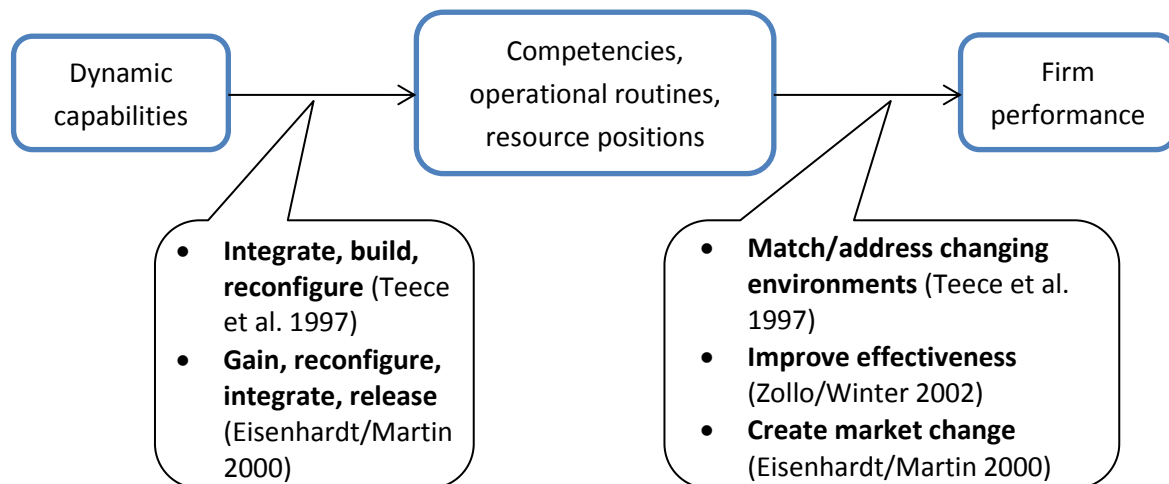 Dynamic
capabilities
Competencies,
operational routines,
resource positions
Firm
performance
• Integrate, build,
reconfigure (Teece
et al. 1997)
• Gain, reconfigure,
integrate, release
(Eisenhardt/Martin
2000)
• Match/address changing
environments (Teece et al.
1997)
• Improve effectiveness
(Zollo/Winter 2002)
• Create market change
(Eisenhardt/Martin 2000)